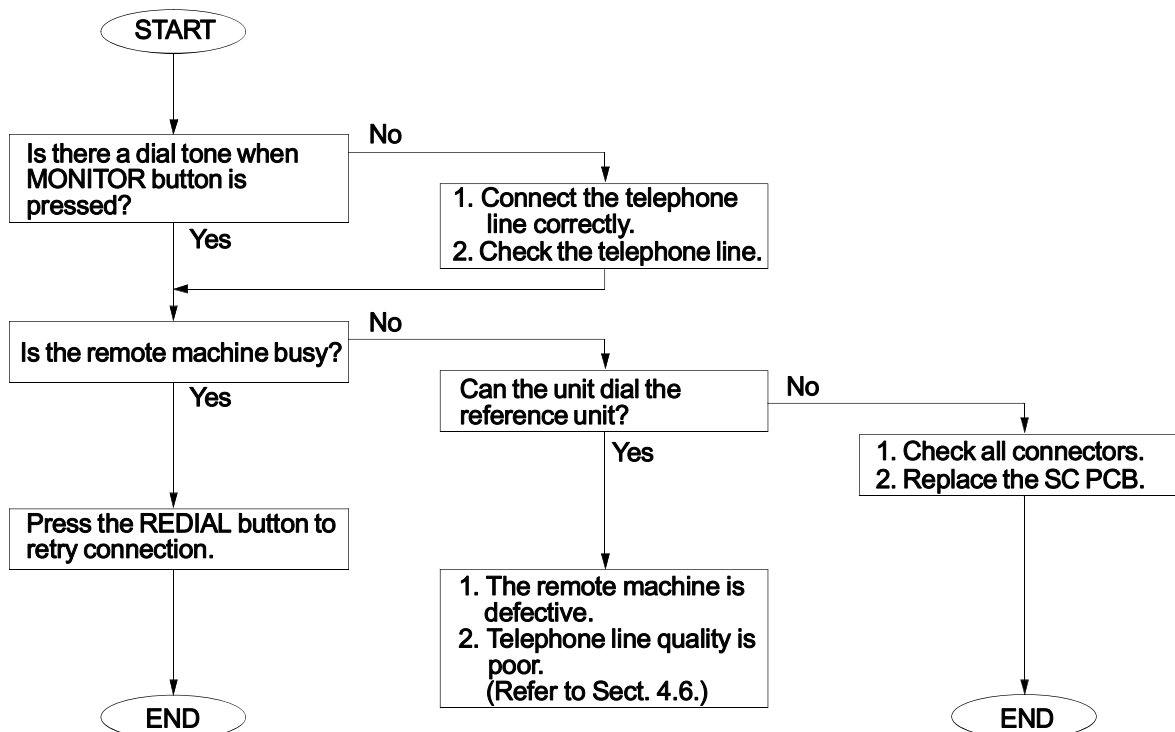 START
Is there a dial tone when
MONITOR button is
pressed?
No
1. Connect the telephone
line correctly.
2. Check the telephone line.
Yes
Is the remote machine busy?
No
Yes
Can the unit dial the
reference unit?
No
Yes
1. Check all connectors.
2. Replace the SC PCB.
Press the REDIAL button to
retry connection.
1. The remote machine is
defective.
2. Telephone line quality is
poor.
(Refer to Sect. 4.6.)
END
END